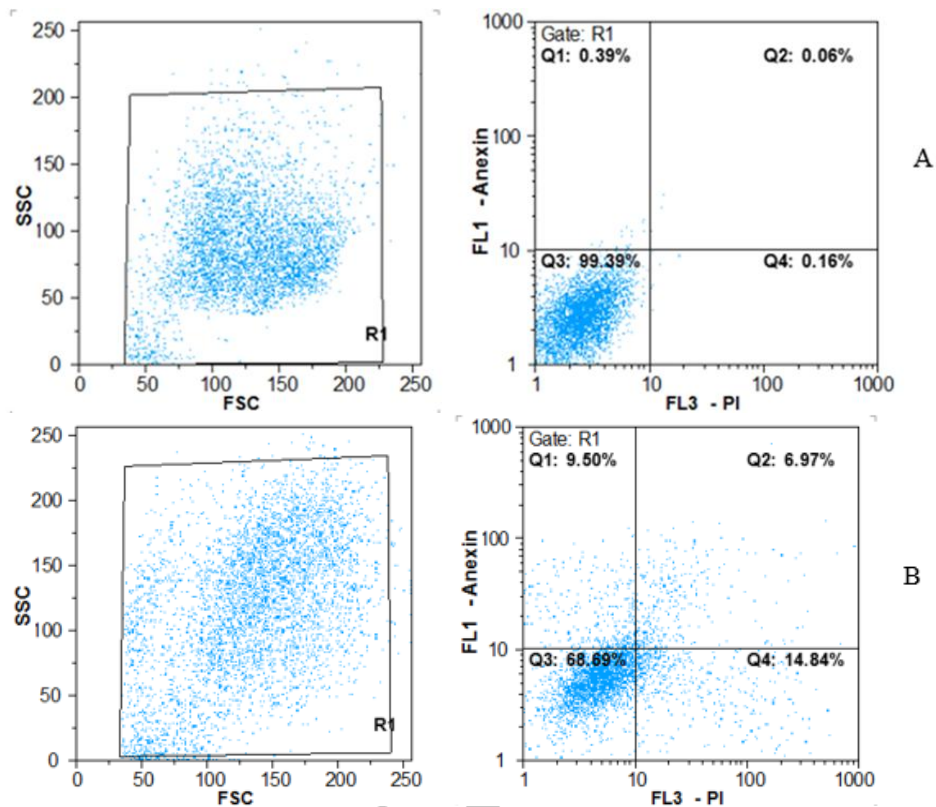 250
200
150
100
50
0
SSC
R1
0 50 100 150 200 250
FSC
1000
100
10
1
FL1 - Anexin
Gate: R1
Q1: 0.39% Q2: 0.06%
Q3: 99.39% Q4: 0.16%
1 10 100 1000
FL3 - PI
A
250
200
150
100
50
0
SSC
R1
0 50 100 150 200 250
FSC
1000
100
10
1
FL1 - Anexin
Gate: R1
Q1: 9.50% Q2: 6.97%
Q3: 68.69% Q4: 14.84%
1 10 100 1000
FL3 - PI
B